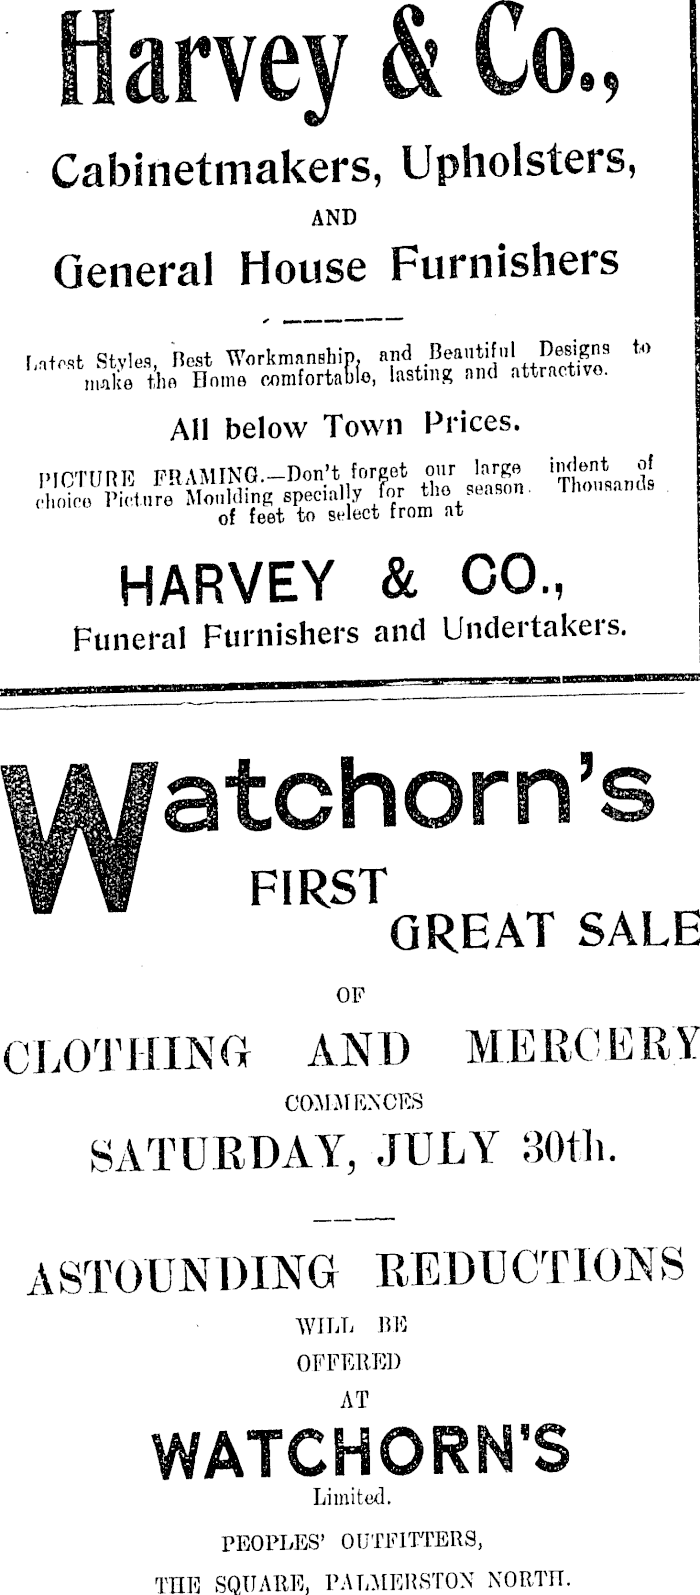 Harvey & Co.,
Cabinetmakers, Upholsters,
AND
General House Furnishers
Latest Styles, Best Workmanship, and Beautiful Designs to
make the Home comfortable, lasting and attractive.
All below Town Prices.
PICTURE FRAMING.—Don't forget our large indent of
choice Picture Moulding specially for the season. Thousands
of feet to select from at
HARVEY & CO.,
Funeral Furnishers and Undertakers.
Watchorn's
FIRST
GREAT SALE
OF
CLOTHING AND MERCERY
COMMENCES
SATURDAY, JULY 30th.
ASTOUNDING REDUCTIONS
WILL BE
OFFERED
AT
WATCHORN'S
Limited.
PEOPLES' OUTFITTERS,
THE SQUARE, PALMERSTON NORTH.